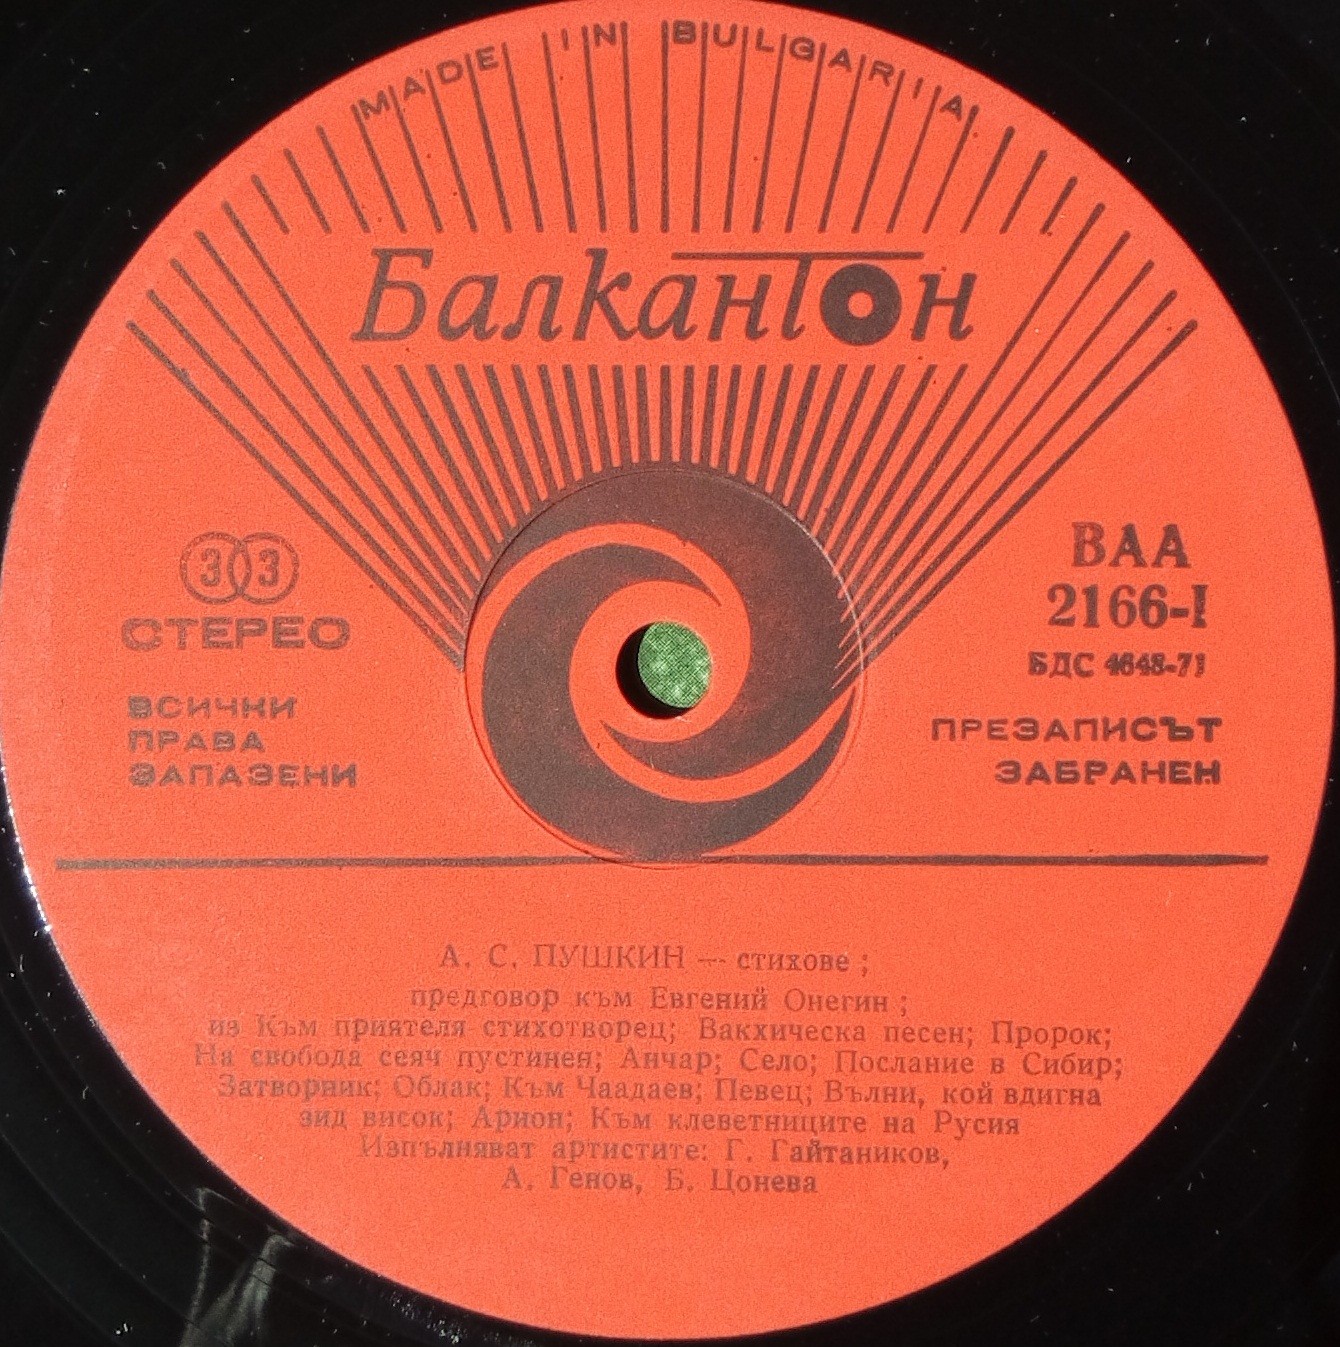 MADE IN BULGARIA
Балкантон
33
СТЕРЕО
ВСИЧКИ
ПРАВА
ЗАПАЗЕНИ
ВАА
2166-I
БДС 4648-71
ПРЕЗАПИСЪТ
ЗАБРАНЕН
А. С. ПУШКИН — стихове ;
предговор към Евгений Онегин ;
из Към приятеля стихотворец; Вакхическа песен; Пророк;
На свобода сеяч пустинен; Анчар; Село; Послание в Сибир;
Затворник; Облак; Към Чаадаев; Певец; Вълни, кой вдигна
зид висок; Арион; Към клеветниците на Русия
Изпълняват артистите: Г. Гайтаников,
А. Генов, Б. Цонева